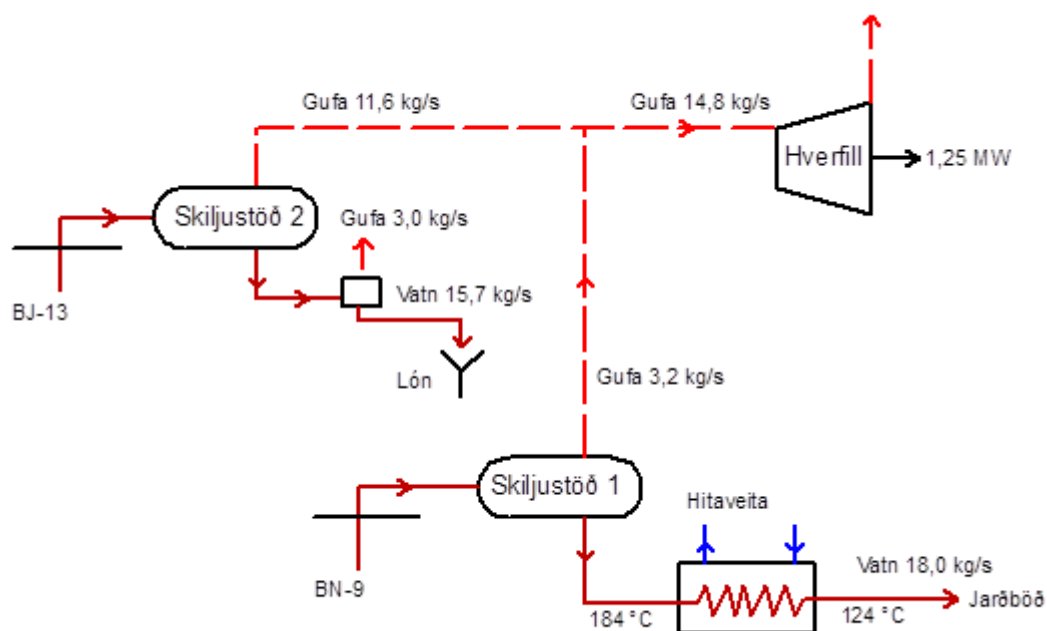 Gufa 11,6 kg/s
Gufa 14,8 kg/s
Hverfill
1,25 MW
Skiljustöð 2
Gufa 3,0 kg/s
BJ-13
Vatn 15,7 kg/s
Lón
Gufa 3,2 kg/s
Skiljustöð 1
Hitaveita
BN-9
184 °C
Vatn 18,0 kg/s
124 °C
Jarðböð